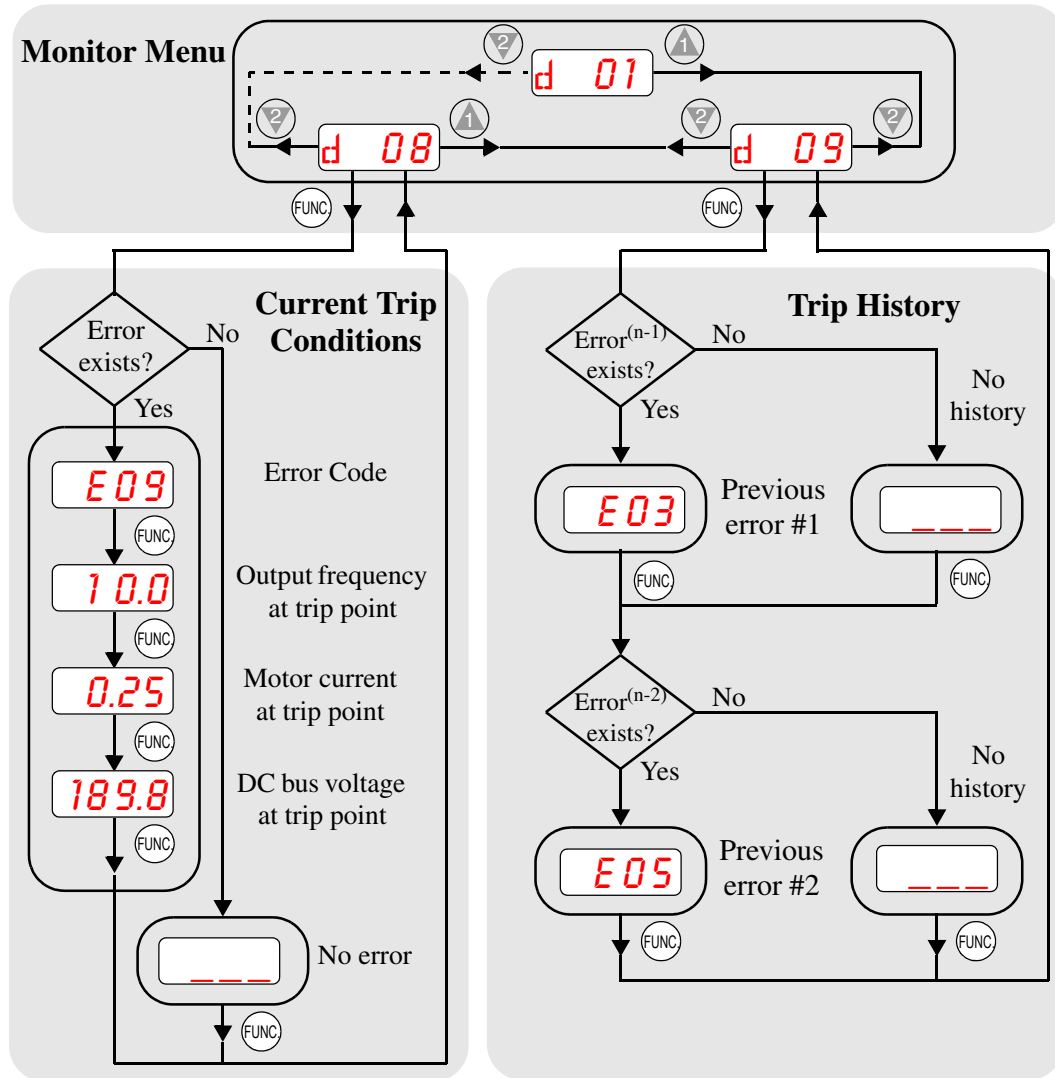 Monitor Menu
2
1
d 01
2
1
2
2
d 08
d 09
FUNC.
FUNC.
Current Trip
Conditions
Error
exists?
No
Yes
E09
Error Code
FUNC.
10.0
Output frequency
at trip point
FUNC.
0.25
Motor current
at trip point
FUNC.
189.8
DC bus voltage
at trip point
FUNC.
_ _ _
No error
FUNC.
Trip History
Error(n-1)
exists?
No
Yes
No
history
E03
Previous
error #1
_ _ _
FUNC.
FUNC.
Error(n-2)
exists?
No
Yes
No
history
E05
Previous
error #2
_ _ _
FUNC.
FUNC.